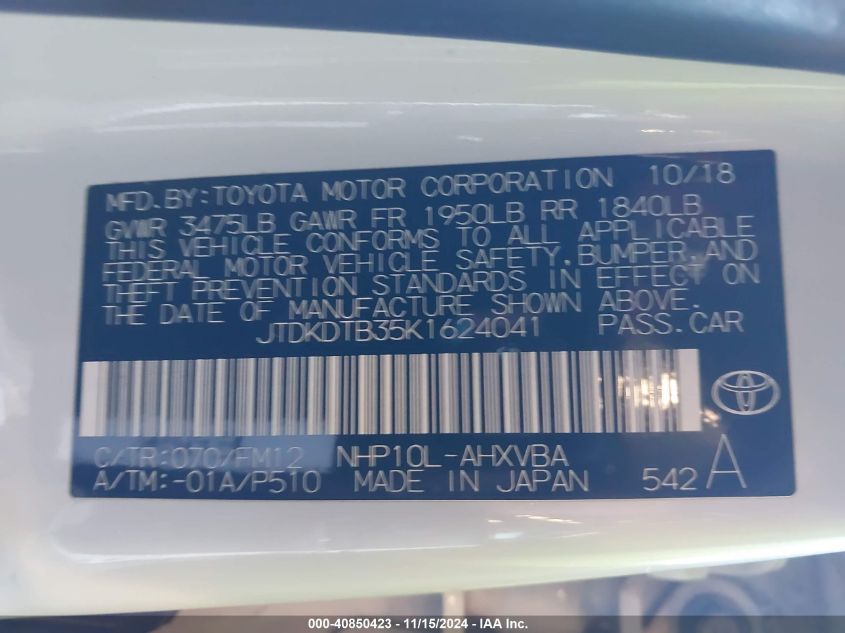 MFD.BY:TOYOTA MOTOR CORPORATION 10/18
GVWR 3475LB GAWR FR 1950LB RR 1840LB
THIS VEHICLE CONFORMS TO ALL APPLICABLE
FEDERAL MOTOR VEHICLE SAFETY,BUMPER,AND
THEFT PREVENTION STANDARDS IN EFFECT ON
THE DATE OF MANUFACTURE SHOWN ABOVE.
JTDKDTB35K1624041 PASS.CAR
C/TR:070/FM12 NHP10L-AHXVBA
A/TM:-01A/P510 MADE IN JAPAN 542 A
000-40850423 - 11/15/2024 - IAA Inc.